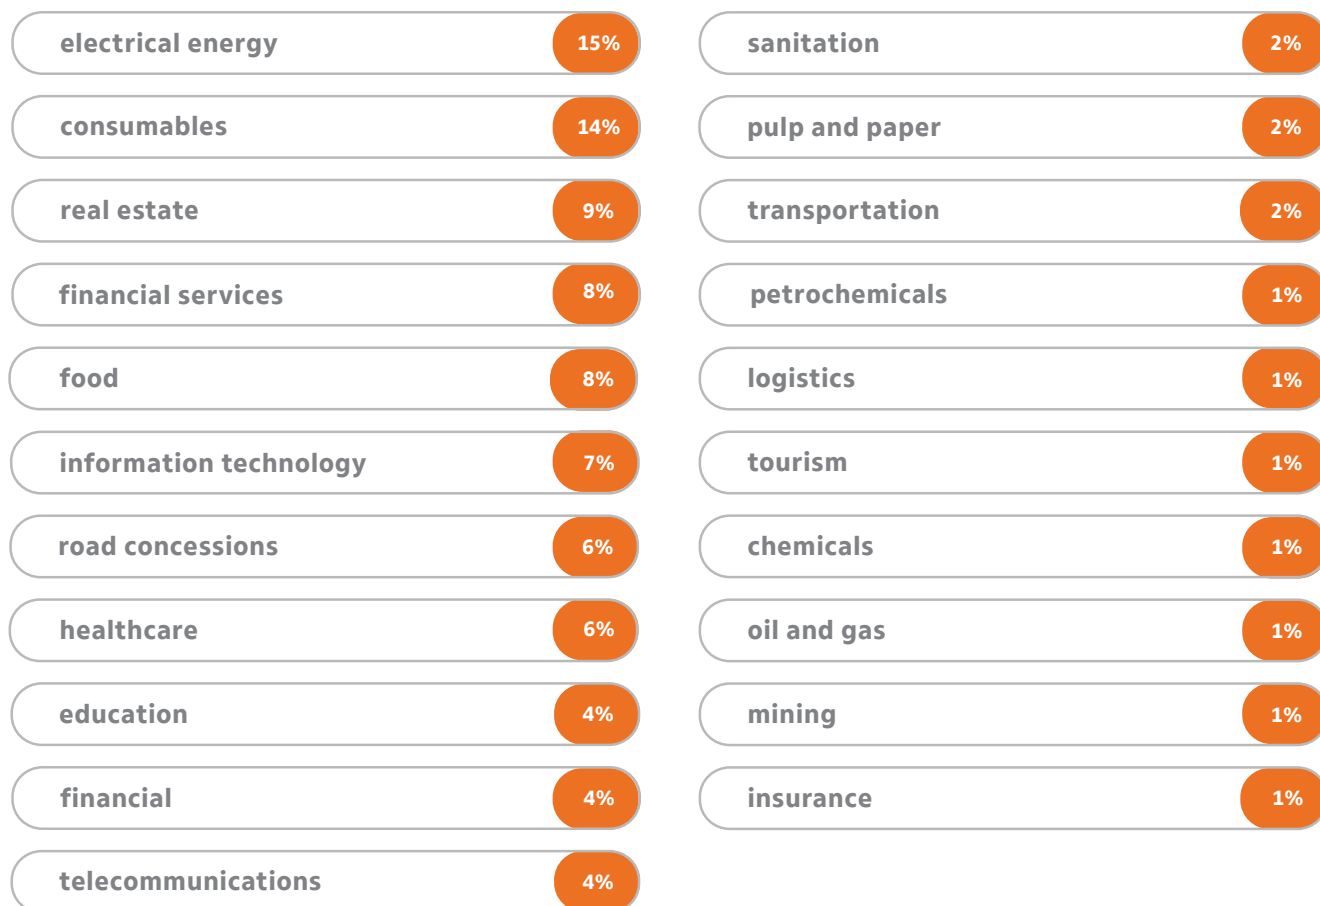 electrical energy 15%
consumables 14%
real estate 9%
financial services 8%
food 8%
information technology 7%
road concessions 6%
healthcare 6%
education 4%
financial 4%
telecommunications 4%
sanitation 2%
pulp and paper 2%
transportation 2%
petrochemicals 1%
logistics 1%
tourism 1%
chemicals 1%
oil and gas 1%
mining 1%
insurance 1%